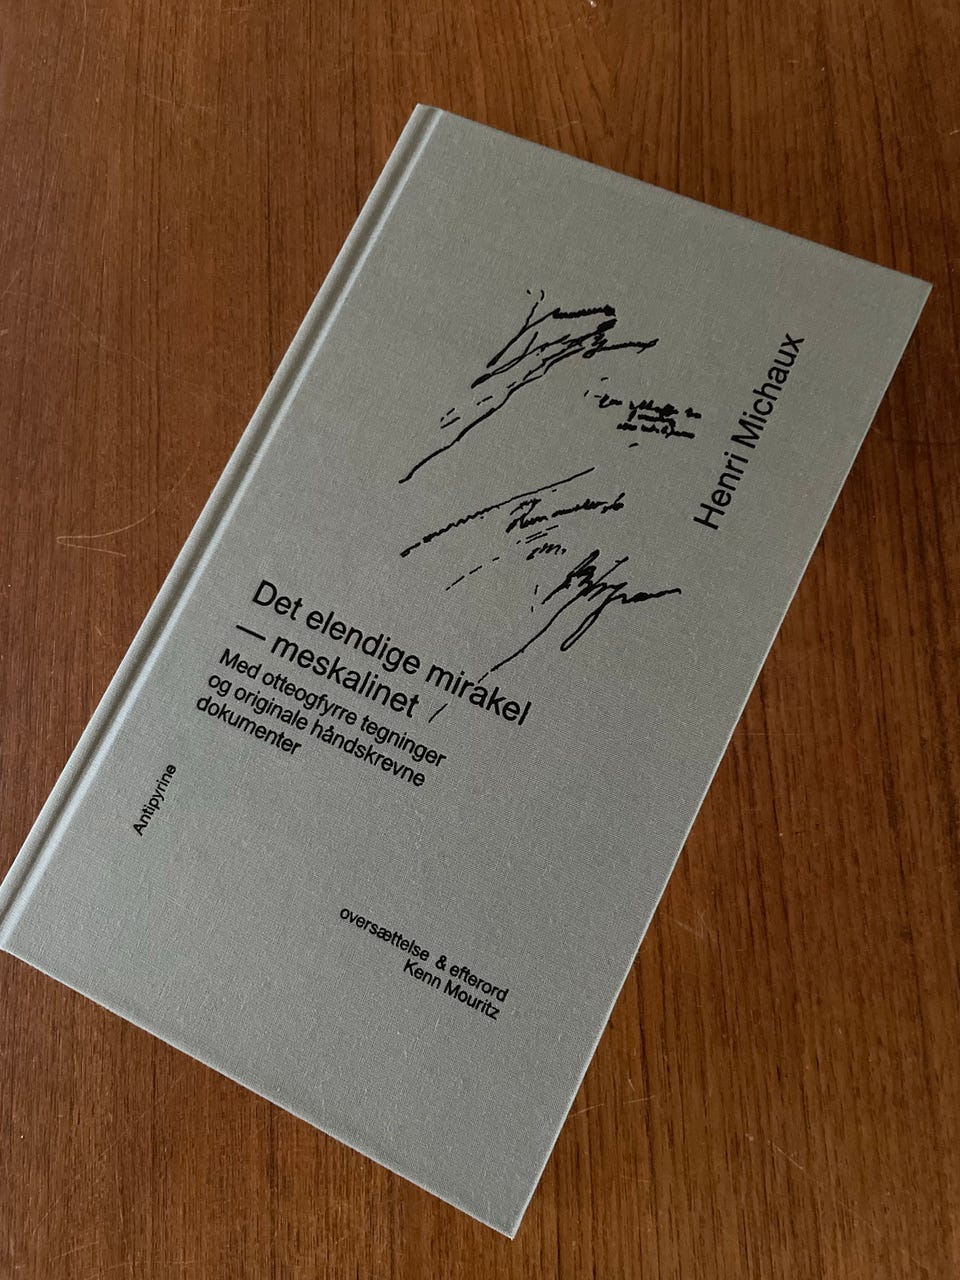 Henri Michaux
Det elendige mirakel
— meskalinet
Med otteogfyrre tegninger
og originale håndskrevne
dokumenter
Antipyrine
oversættelse & efterord
Kenn Mouritz